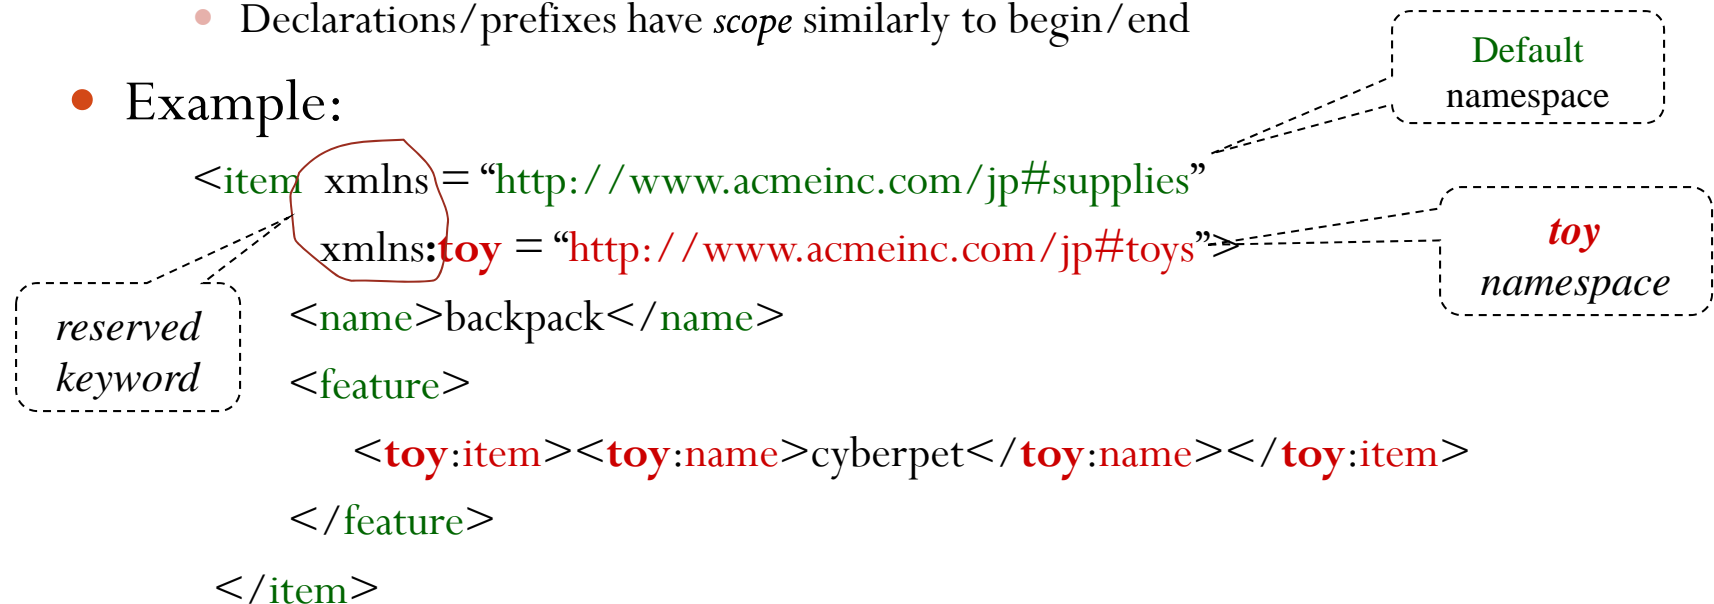 Declarations/prefixes have scope similarly to begin/end
Default
namespace
Example:
<item xmlns = “http://www.acmeinc.com/jp#supplies”
xmlns:toy = “http://www.acmeinc.com/jp#toys”>
toy
namespace
reserved
keyword
<name>backpack</name>
<feature>
<toy:item><toy:name>cyberpet</toy:name></toy:item>
</feature>
</item>